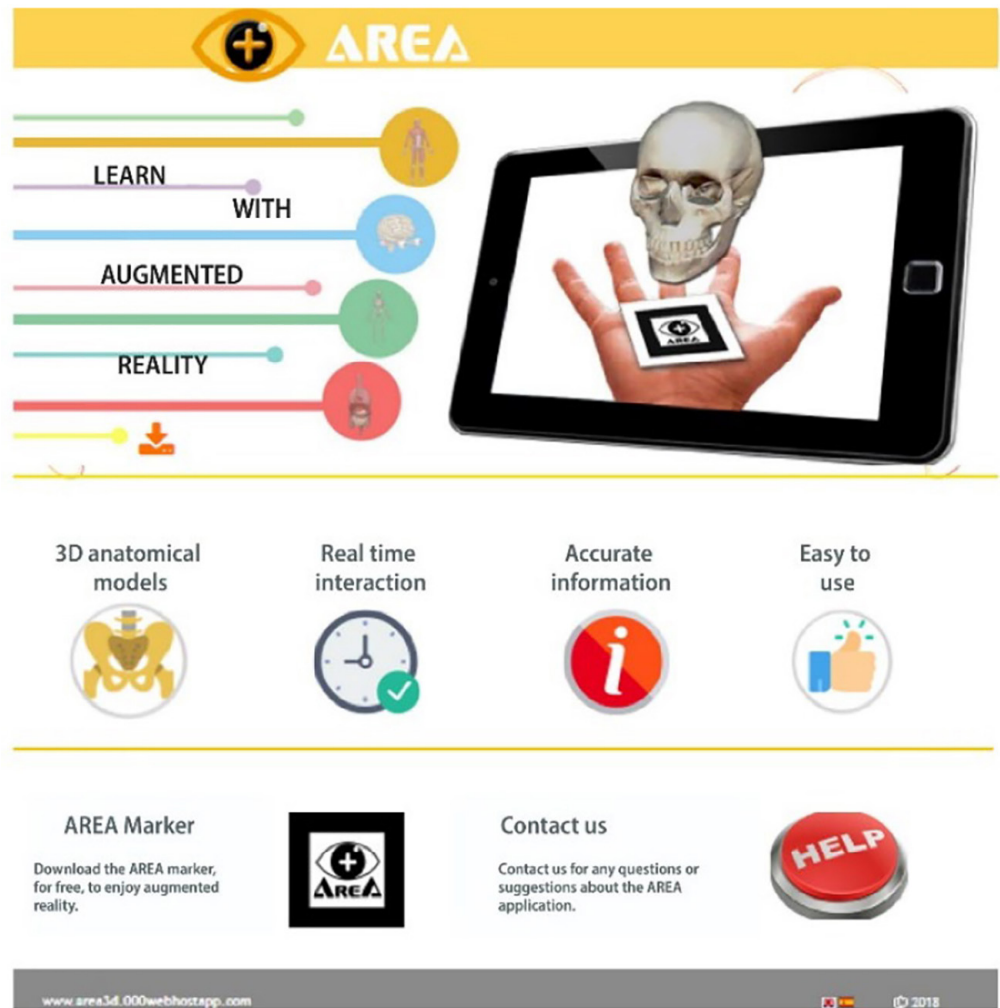 AREA
LEARN
WITH
AUGMENTED
REALITY
AREA
3D anatomical
models
Real time
interaction
Accurate
information
Easy to
use
i
AREA Marker
Download the AREA marker,
for free, to enjoy augmented
reality.
AREA
Contact us
Contact us for any questions or
suggestions about the AREA
application.
HELP
www.area3d.000webhostapp.com
© 2018